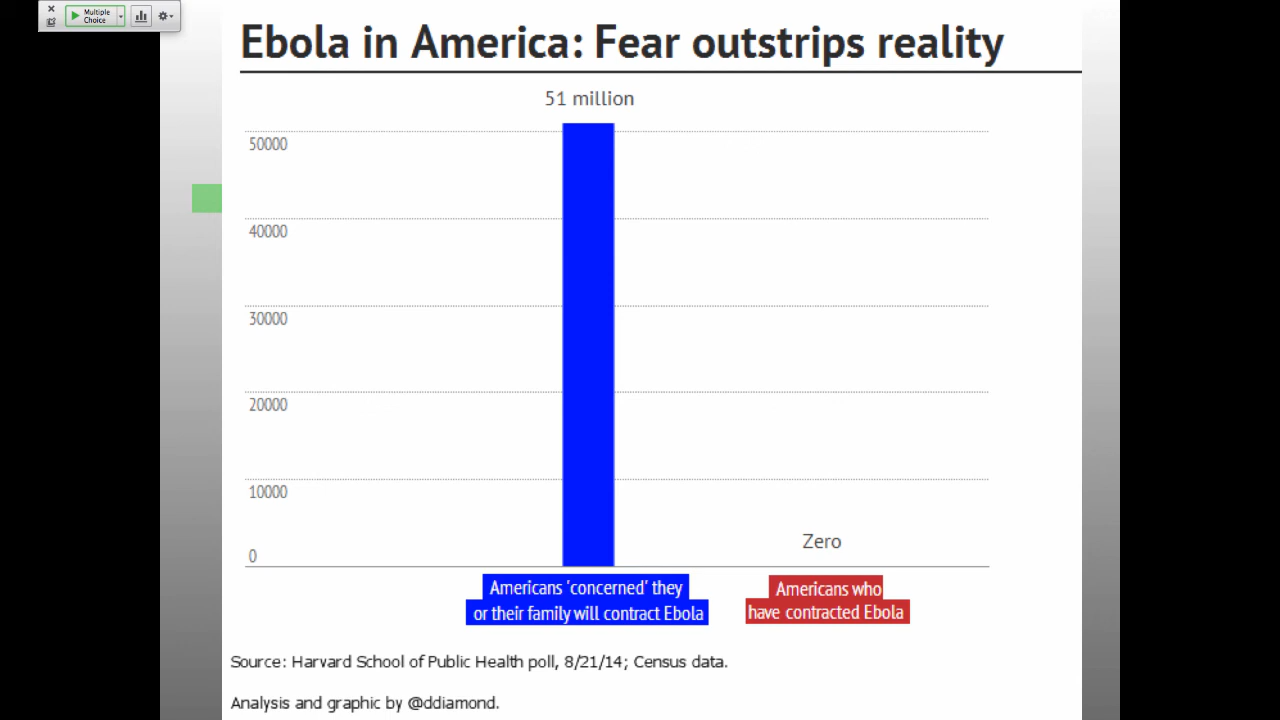 Multiple
Choice
Ebola in America: Fear outstrips reality
51 million
50000
40000
30000
20000
10000
0
Zero
Americans 'concerned' they
or their family will contract Ebola
Americans who
have contracted Ebola
Source: Harvard School of Public Health poll, 8/21/14; Census data.
Analysis and graphic by @ddiamond.